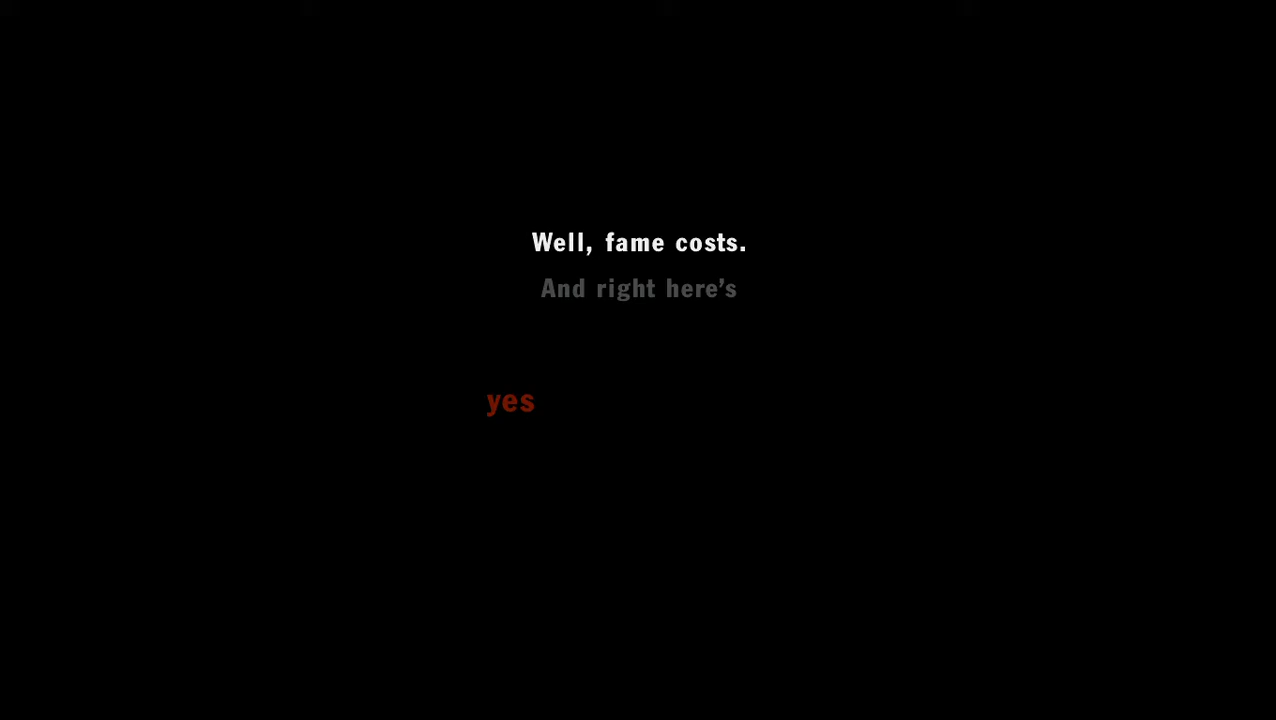 Well, fame costs.
And right here’s
yes